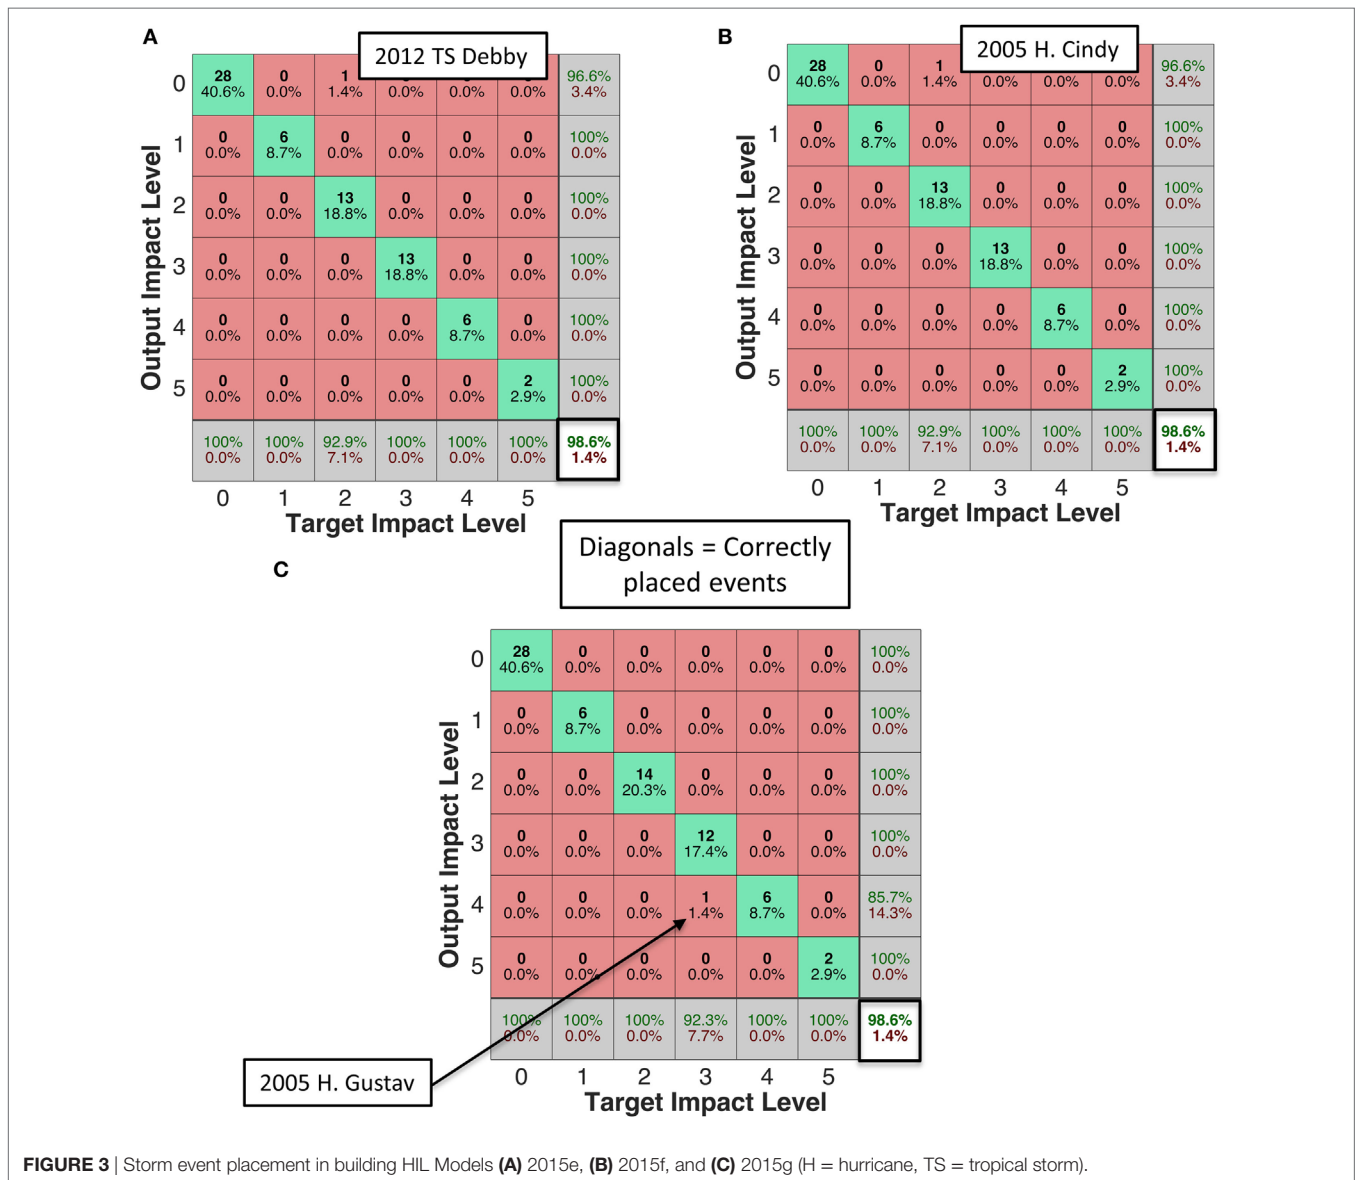 A
2012 TS Debby
0 28 0 1 0 0 0 96.6%
40.6% 0.0% 1.4% 0.0% 0.0% 0.0% 3.4%
1 0 6 0 0 0 0 100%
0.0% 8.7% 0.0% 0.0% 0.0% 0.0% 0.0%
2 0 0 13 0 0 0 100%
0.0% 0.0% 18.8% 0.0% 0.0% 0.0% 0.0%
3 0 0 0 13 0 0 100%
0.0% 0.0% 0.0% 18.8% 0.0% 0.0% 0.0%
4 0 0 0 0 6 0 100%
0.0% 0.0% 0.0% 0.0% 8.7% 0.0% 0.0%
5 0 0 0 0 0 2 100%
0.0% 0.0% 0.0% 0.0% 0.0% 2.9% 0.0%
100% 100% 92.9% 100% 100% 100% 98.6%
0.0% 0.0% 7.1% 0.0% 0.0% 0.0% 1.4%
0 1 2 3 4 5
Target Impact Level
Output Impact Level
B
2005 H. Cindy
0 28 0 1 0 0 0 96.6%
40.6% 0.0% 1.4% 0.0% 0.0% 0.0% 3.4%
1 0 6 0 0 0 0 100%
0.0% 8.7% 0.0% 0.0% 0.0% 0.0% 0.0%
2 0 0 13 0 0 0 100%
0.0% 0.0% 18.8% 0.0% 0.0% 0.0% 0.0%
3 0 0 0 13 0 0 100%
0.0% 0.0% 0.0% 18.8% 0.0% 0.0% 0.0%
4 0 0 0 0 6 0 100%
0.0% 0.0% 0.0% 0.0% 8.7% 0.0% 0.0%
5 0 0 0 0 0 2 100%
0.0% 0.0% 0.0% 0.0% 0.0% 2.9% 0.0%
100% 100% 92.9% 100% 100% 100% 98.6%
0.0% 0.0% 7.1% 0.0% 0.0% 0.0% 1.4%
0 1 2 3 4 5
Target Impact Level
Output Impact Level
Diagonals = Correctly
placed events
C
0 28 0 0 0 0 0 100%
40.6% 0.0% 0.0% 0.0% 0.0% 0.0% 0.0%
1 0 6 0 0 0 0 100%
0.0% 8.7% 0.0% 0.0% 0.0% 0.0% 0.0%
2 0 0 14 0 0 0 100%
0.0% 0.0% 20.3% 0.0% 0.0% 0.0% 0.0%
3 0 0 0 12 0 0 100%
0.0% 0.0% 0.0% 17.4% 0.0% 0.0% 0.0%
4 0 0 0 1 6 0 85.7%
0.0% 0.0% 0.0% 1.4% 8.7% 0.0% 14.3%
5 0 0 0 0 0 2 100%
0.0% 0.0% 0.0% 0.0% 0.0% 2.9% 0.0%
100% 100% 100% 92.3% 100% 100% 98.6%
0.0% 0.0% 0.0% 7.7% 0.0% 0.0% 1.4%
0 1 2 3 4 5
Target Impact Level
Output Impact Level
2005 H. Gustav
FIGURE 3 | Storm event placement in building HIL Models (A) 2015e, (B) 2015f, and (C) 2015g (H = hurricane, TS = tropical storm).